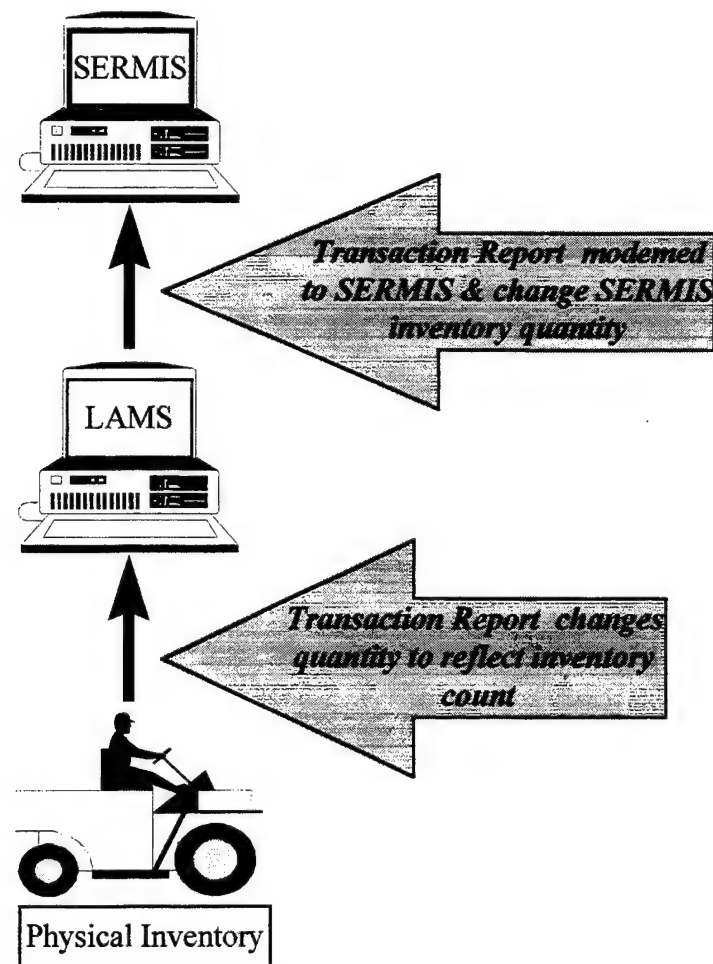 SERMIS
Transaction Report modemed
to SERMIS & change SERMIS
inventory quantity
LAMS
Transaction Report changes
quantity to reflect inventory
count
Physical Inventory